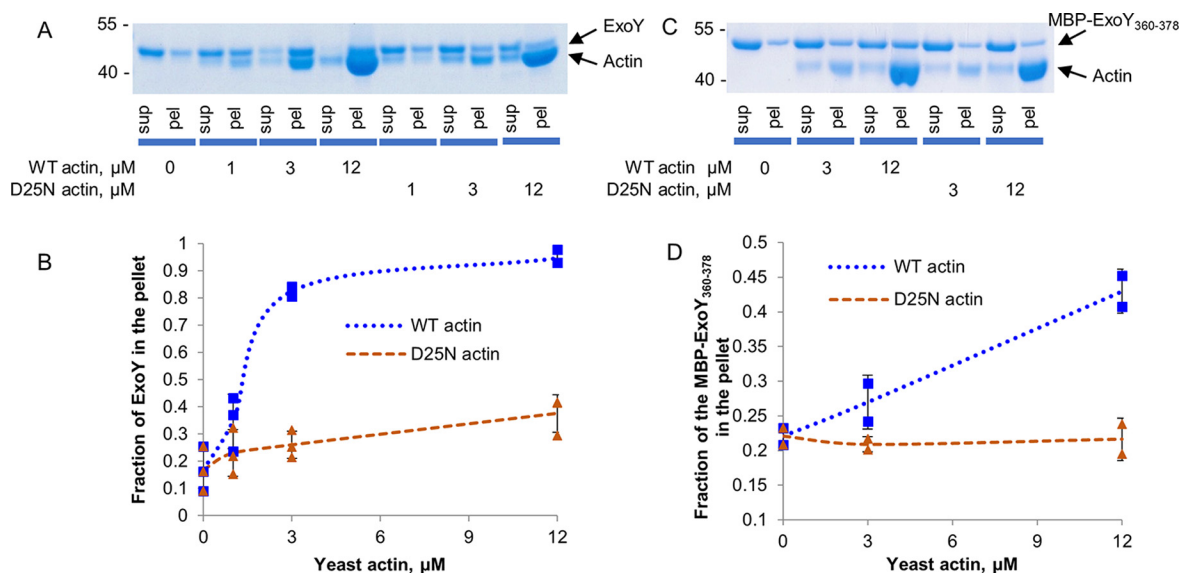 A
55 -
40 -
ExoY
Actin
sup pel sup pel sup pel sup pel sup pel sup pel sup pel
WT actin, µM 0 1 3 12
D25N actin, µM 1 3 12
C
55 -
40 -
MBP-ExoY360-378
Actin
sup pel sup pel sup pel sup pel sup pel
WT actin, µM 0 3 12
D25N actin, µM 3 12
B
Fraction of ExoY in the pellet
1
0.9
0.8
0.7
0.6
0.5
0.4
0.3
0.2
0.1
0
WT actin
D25N actin
0 3 6 9 12
Yeast actin, µM
D
Fraction of the MBP-ExoY360-378
in the pellet
0.5
0.45
0.4
0.35
0.3
0.25
0.2
0.15
0.1
WT actin
D25N actin
0 3 6 9 12
Yeast actin, µM